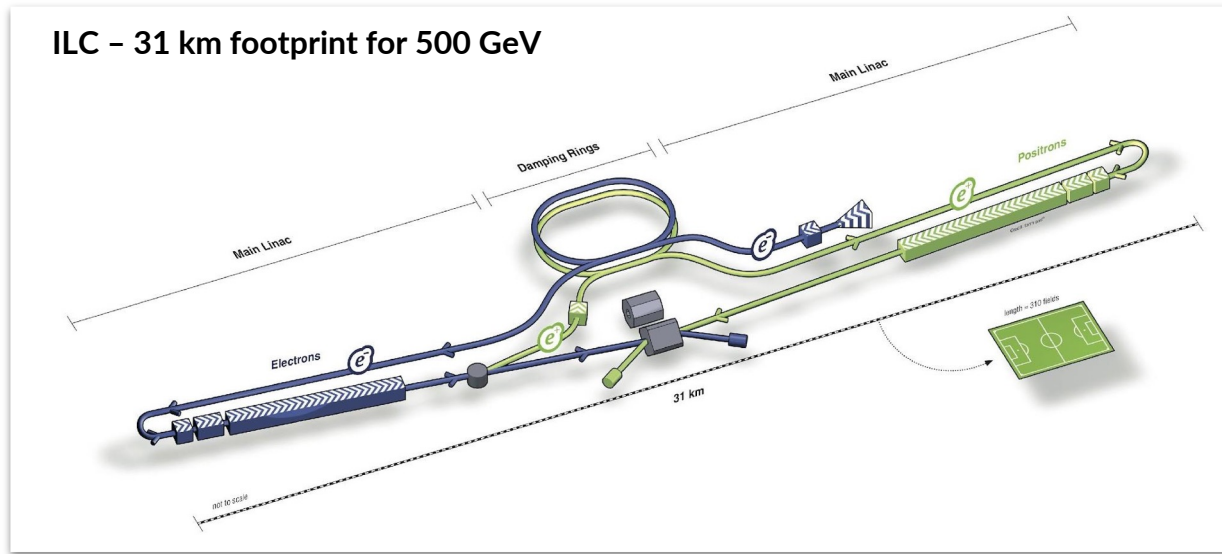 ILC – 31 km footprint for 500 GeV
Main Linac
Damping Rings
Main Linac
Positrons
e⁺
e⁻
length = 310 fields
e⁺
Electrons
e⁻
31 km
not to scale